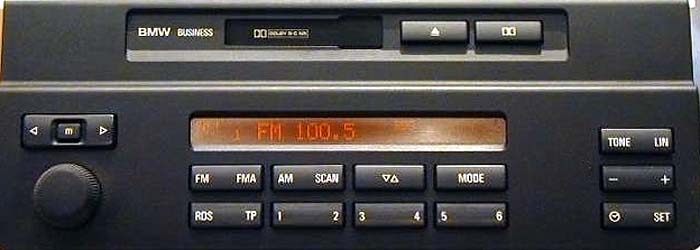 BMW BUSINESS
DOLBY B-C NR
m
FM 100.5
TONE LIN
FM FMA AM SCAN MODE
- +
RDS TP 1 2 3 4 5 6
SET